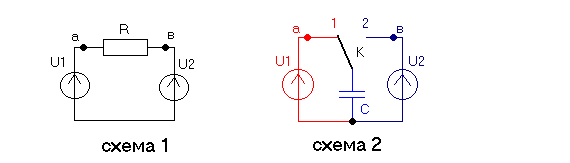 a R в
U1 U2
схема 1
a 1 2 в
U1 K U2
C
схема 2